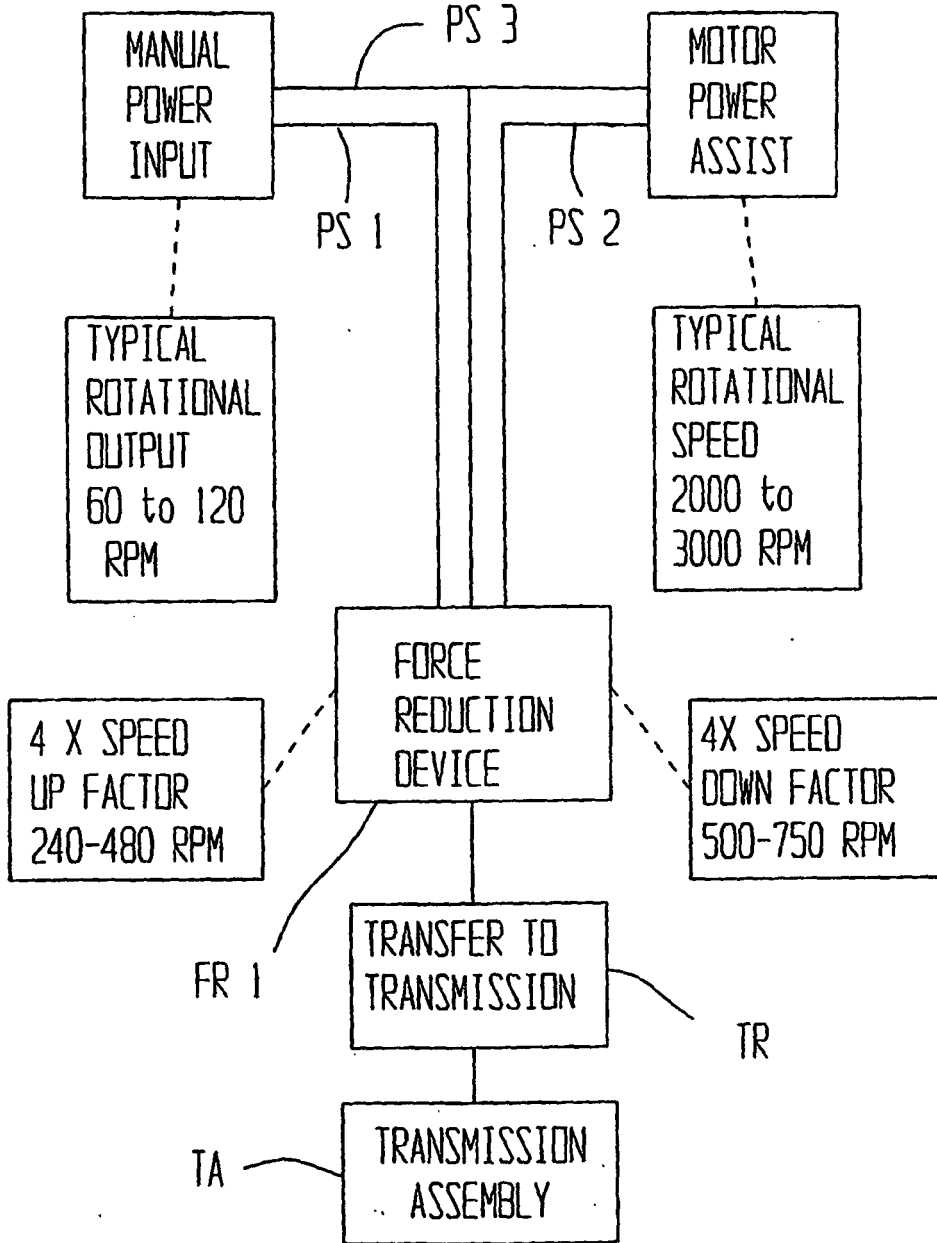 PS 3
MANUAL
POWER
INPUT
MOTOR
POWER
ASSIST
PS 1
PS 2
TYPICAL
ROTATIONAL
OUTPUT
60 to 120
RPM
TYPICAL
ROTATIONAL
SPEED
2000 to
3000 RPM
FORCE
REDUCTION
DEVICE
4 X SPEED
UP FACTOR
240-480 RPM
4X SPEED
DOWN FACTOR
500-750 RPM
FR 1
TRANSFER TO
TRANSMISSION
TR
TA
TRANSMISSION
ASSEMBLY